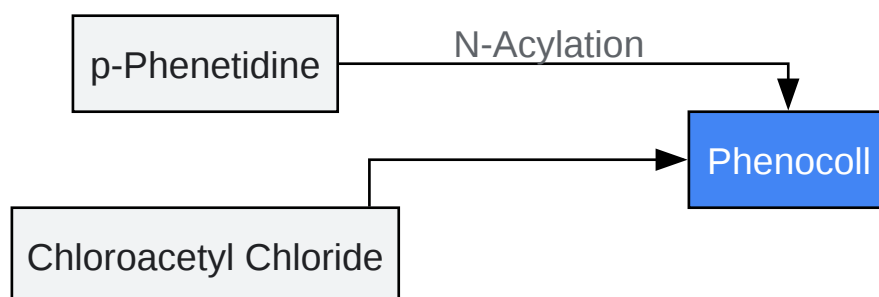 p-Phenetidine
N-Acylation
Phenocoll
Chloroacetyl Chloride